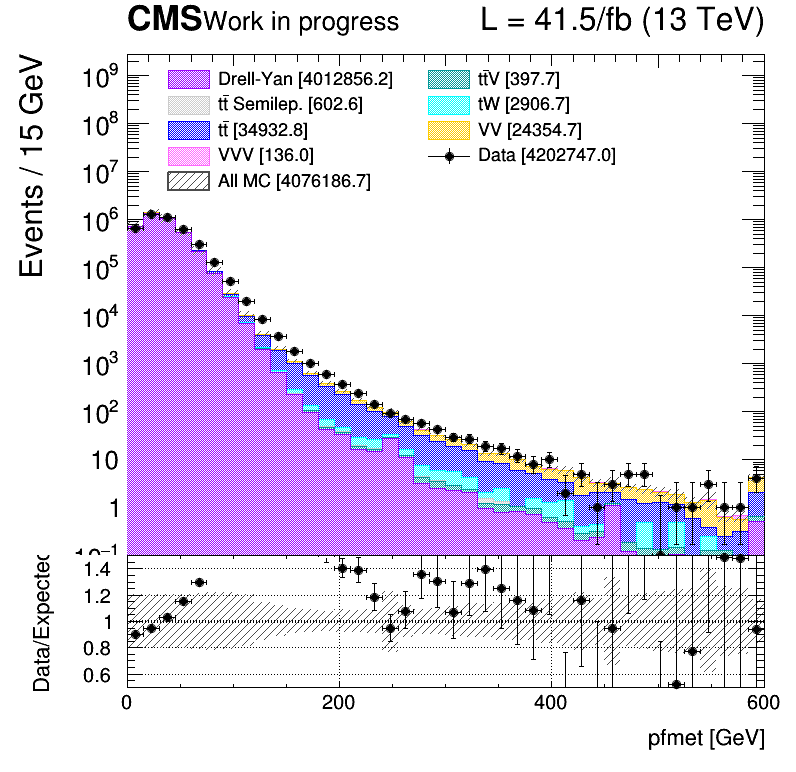 CMS Work in progress L = 41.5/fb (13 TeV)
Events / 15 GeV
10⁹
10⁸
10⁷
10⁶
10⁵
10⁴
10³
10²
10
1
10⁻¹
Drell-Yan [4012856.2]
tt̄ Semilep. [602.6]
tt̄ [34932.8]
VVV [136.0]
All MC [4076186.7]
tt̄V [397.7]
tW [2906.7]
VV [24354.7]
Data [4202747.0]
Data/Expected
1.4
1.2
1
0.8
0.6
0 200 400 600
pfmet [GeV]